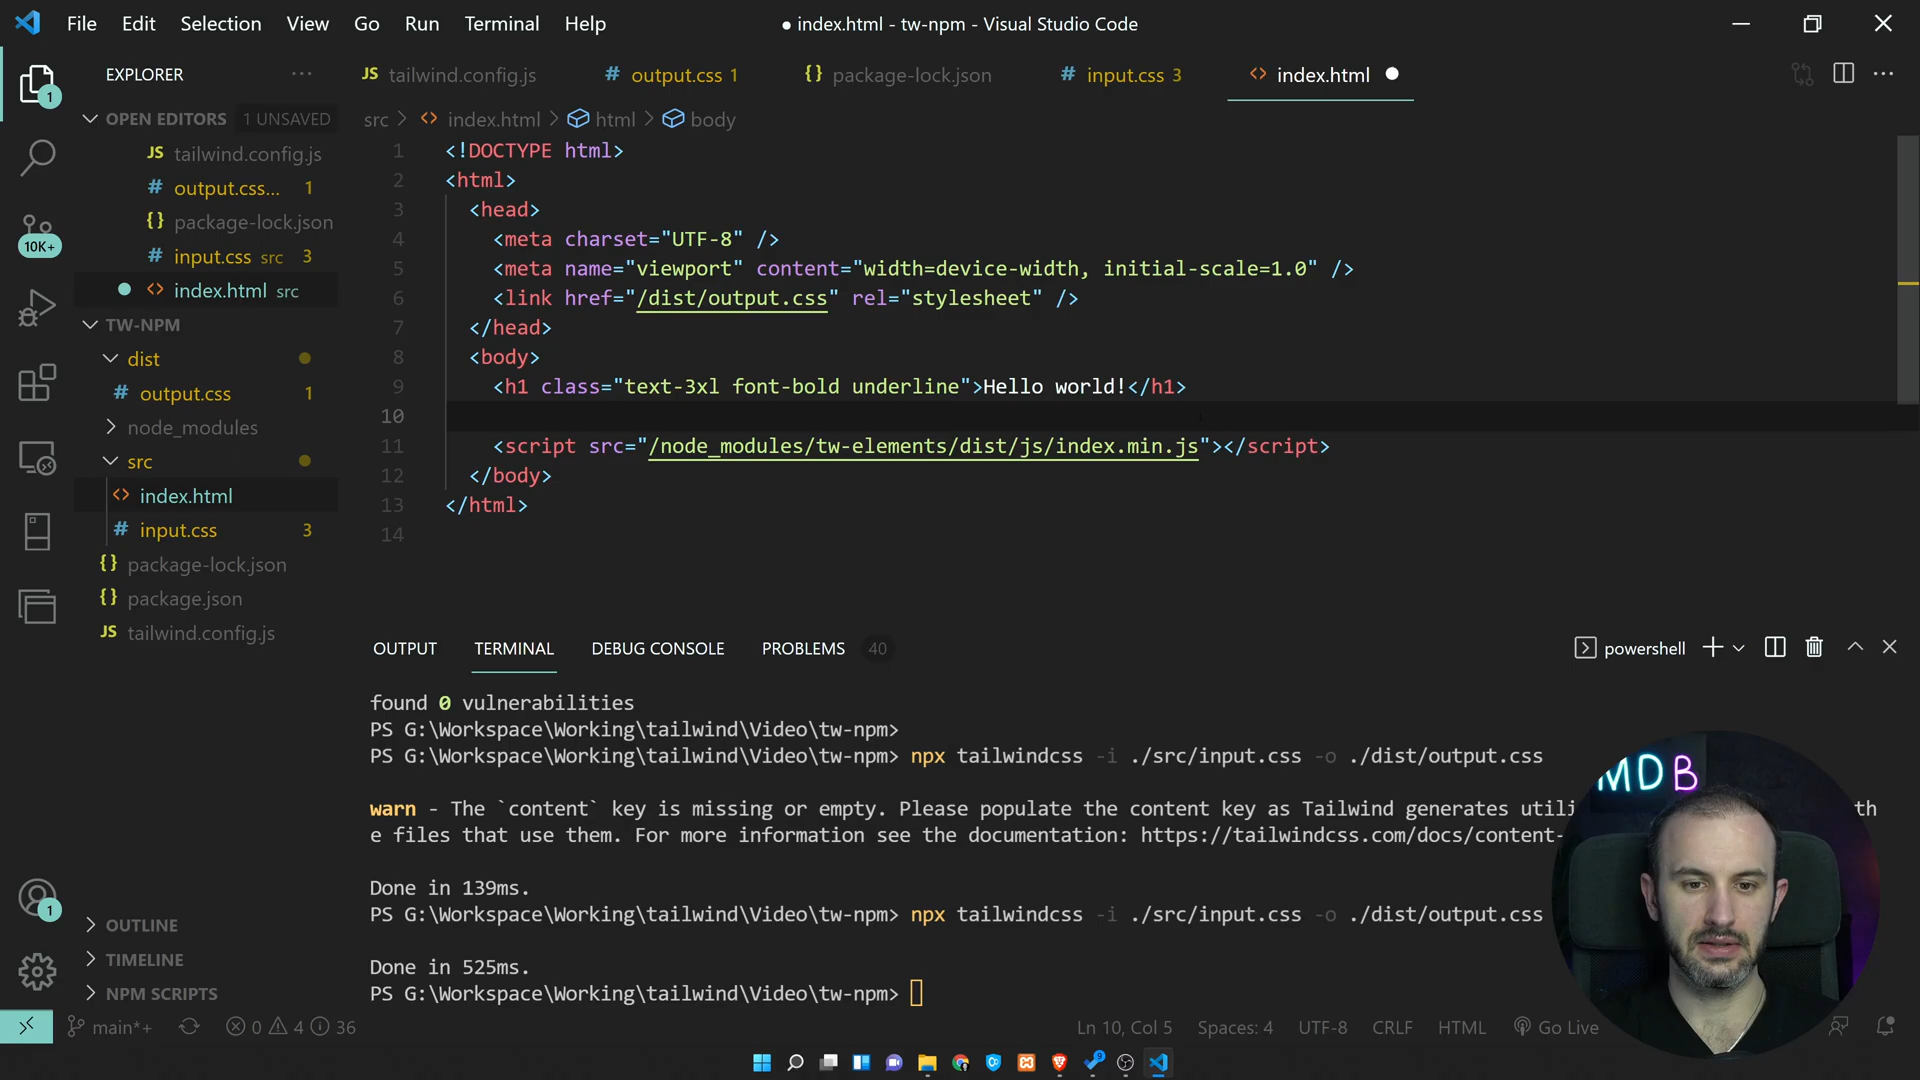 File Edit Selection View Go Run Terminal Help
● index.html - tw-npm - Visual Studio Code
EXPLORER
JS tailwind.config.js
# output.css 1
{} package-lock.json
# input.css 3
<> index.html
OPEN EDITORS 1 UNSAVED
JS tailwind.config.js
# output.css... 1
{} package-lock.json
# input.css src 3
<> index.html src
TW-NPM
dist
# output.css 1
node_modules
src
<> index.html
# input.css 3
{} package-lock.json
{} package.json
JS tailwind.config.js
OUTLINE
TIMELINE
NPM SCRIPTS
1
10K+
1
src > <> index.html > html > body
1 <!DOCTYPE html>
2 <html>
3 <head>
4 <meta charset="UTF-8" />
5 <meta name="viewport" content="width=device-width, initial-scale=1.0" />
6 <link href="/dist/output.css" rel="stylesheet" />
7 </head>
8 <body>
9 <h1 class="text-3xl font-bold underline">Hello world!</h1>
10
11 <script src="/node_modules/tw-elements/dist/js/index.min.js"></script>
12 </body>
13 </html>
14
OUTPUT TERMINAL DEBUG CONSOLE PROBLEMS 40
powershell
found 0 vulnerabilities
PS G:\Workspace\Working\tailwind\Video\tw-npm>
PS G:\Workspace\Working\tailwind\Video\tw-npm> npx tailwindcss -i ./src/input.css -o ./dist/output.css
warn - The `content` key is missing or empty. Please populate the content key as Tailwind generates utili th
e files that use them. For more information see the documentation: https://tailwindcss.com/docs/content-
Done in 139ms.
PS G:\Workspace\Working\tailwind\Video\tw-npm> npx tailwindcss -i ./src/input.css -o ./dist/output.css
Done in 525ms.
PS G:\Workspace\Working\tailwind\Video\tw-npm>
MDB
main*+ 0 4 36
Ln 10, Col 5 Spaces: 4 UTF-8 CRLF HTML Go Live
9